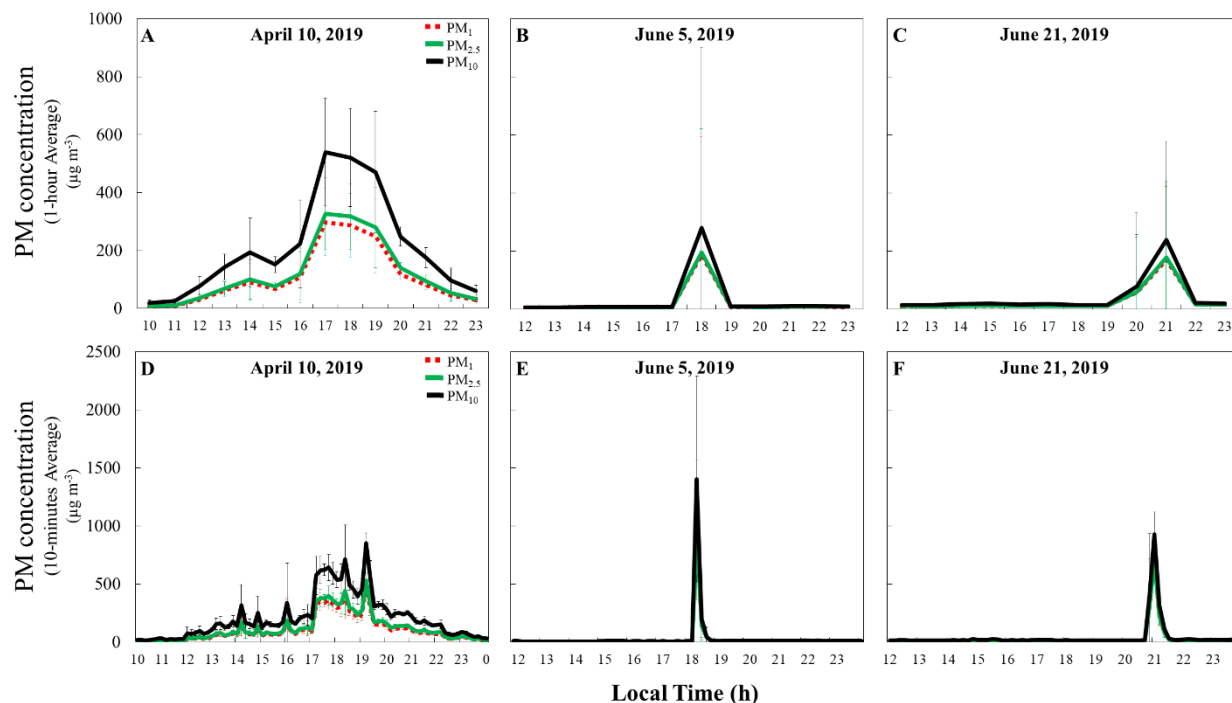 A April 10, 2019
PM1
PM2.5
PM10
B June 5, 2019
C June 21, 2019
PM concentration
(1-hour Average)
(µg m-3)
1000
800
600
400
200
0
10 11 12 13 14 15 16 17 18 19 20 21 22 23
12 13 14 15 16 17 18 19 20 21 22 23
12 13 14 15 16 17 18 19 20 21 22 23
D April 10, 2019
PM1
PM2.5
PM10
E June 5, 2019
F June 21, 2019
PM concentration
(10-minutes Average)
(µg m-3)
2500
2000
1500
1000
500
0
10 11 12 13 14 15 16 17 18 19 20 21 22 23 0
12 13 14 15 16 17 18 19 20 21 22 23
12 13 14 15 16 17 18 19 20 21 22 23
Local Time (h)